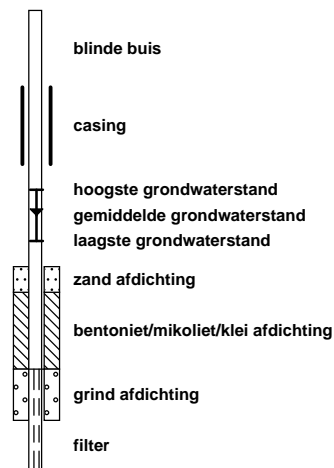 blinde buis
casing
hoogste grondwaterstand
gemiddelde grondwaterstand
laagste grondwaterstand
zand afdichting
bentoniet/mikoliet/klei afdichting
grind afdichting
filter